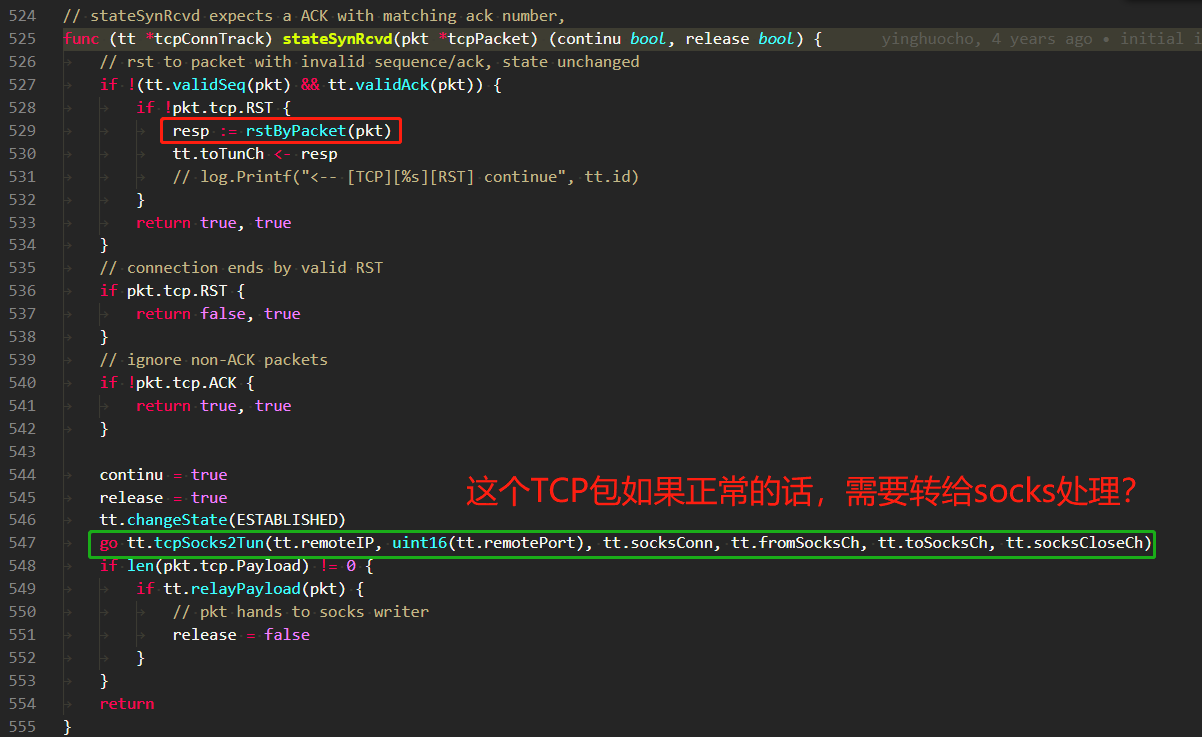 524 // stateSynRcvd expects a ACK with matching ack number,
525 func (tt *tcpConnTrack) stateSynRcvd(pkt *tcpPacket) (continu bool, release bool) { yinghuocho, 4 years ago • initial i
526 // rst to packet with invalid sequence/ack, state unchanged
527 if !(tt.validSeq(pkt) && tt.validAck(pkt)) {
528 if !pkt.tcp.RST {
529 resp := rstByPacket(pkt)
530 tt.toTunCh <- resp
531 // log.Printf("<-- [TCP][%s][RST] continue", tt.id)
532 }
533 return true, true
534 }
535 // connection ends by valid RST
536 if pkt.tcp.RST {
537 return false, true
538 }
539 // ignore non-ACK packets
540 if !pkt.tcp.ACK {
541 return true, true
542 }
543
544 continu = true
545 release = true
这个TCP包如果正常的话，需要转给socks处理？
546 tt.changeState(ESTABLISHED)
547 go tt.tcpSocks2Tun(tt.remoteIP, uint16(tt.remotePort), tt.socksConn, tt.fromSocksCh, tt.toSocksCh, tt.socksCloseCh)
548 if len(pkt.tcp.Payload) != 0 {
549 if tt.relayPayload(pkt) {
550 // pkt hands to socks writer
551 release = false
552 }
553 }
554 return
555 }